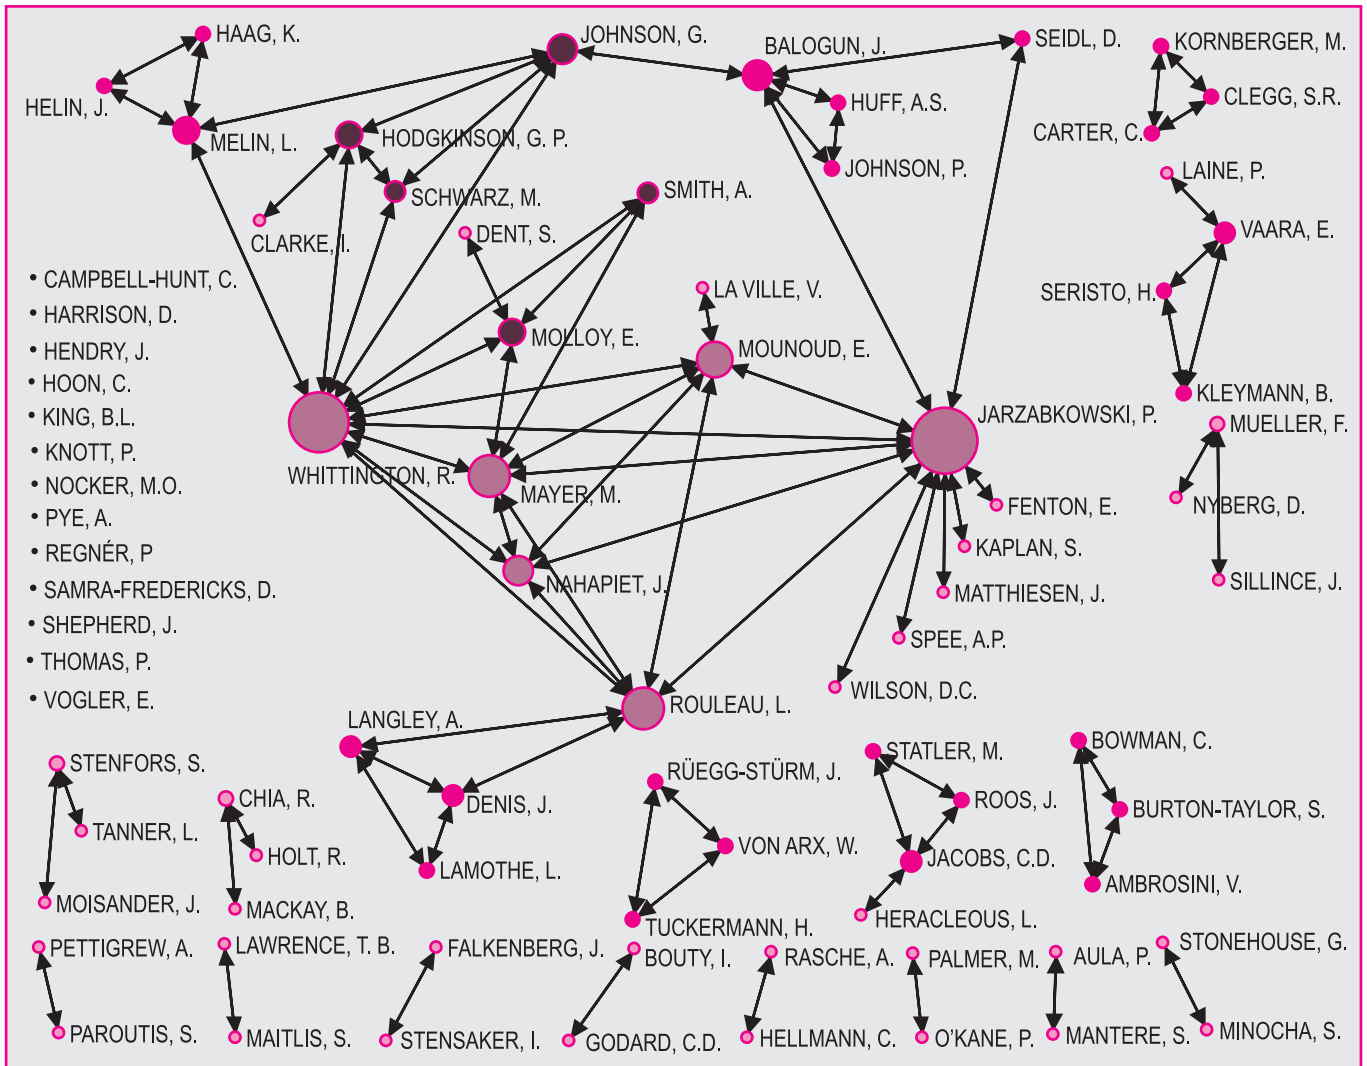 HAAG, K.
JOHNSON, G.
BALOGUN, J.
SEIDL, D.
KORNBERGER, M.
HELIN, J.
HUFF, A.S.
CLEGG, S.R.
MELIN, L.
HODGKINSON, G. P.
CARTER, C.
JOHNSON, P.
LAINE, P.
SCHWARZ, M.
SMITH, A.
CLARKE, I.
DENT, S.
VAARA, E.
• CAMPBELL-HUNT, C.
LA VILLE, V.
SERISTO, H.
• HARRISON, D.
MOLLOY, E.
MOUNOUD, E.
• HENDRY, J.
• HOON, C.
KLEYMANN, B.
• KING, B.L.
JARZABKOWSKI, P.
MUELLER, F.
• KNOTT, P.
WHITTINGTON, R.
MAYER, M.
• NOCKER, M.O.
FENTON, E.
NYBERG, D.
• PYE, A.
KAPLAN, S.
• REGNÉR, P
NAHAPIET, J.
MATTHIESEN, J.
SILLINCE, J.
• SAMRA-FREDERICKS, D.
• SHEPHERD, J.
SPEE, A.P.
• THOMAS, P.
WILSON, D.C.
• VOGLER, E.
ROULEAU, L.
LANGLEY, A.
STENFORS, S.
RÜEGG-STÜRM, J.
STATLER, M.
BOWMAN, C.
CHIA, R.
DENIS, J.
ROOS, J.
BURTON-TAYLOR, S.
TANNER, L.
HOLT, R.
VON ARX, W.
JACOBS, C.D.
LAMOTHE, L.
AMBROSINI, V.
MOISANDER, J.
MACKAY, B.
TUCKERMANN, H.
HERACLEOUS, L.
PETTIGREW, A.
LAWRENCE, T. B.
FALKENBERG, J.
BOUTY, I.
RASCHE, A.
PALMER, M.
AULA, P.
STONEHOUSE, G.
PAROUTIS, S.
MAITLIS, S.
STENSAKER, I.
GODARD, C.D.
HELLMANN, C.
O'KANE, P.
MANTERE, S.
MINOCHA, S.